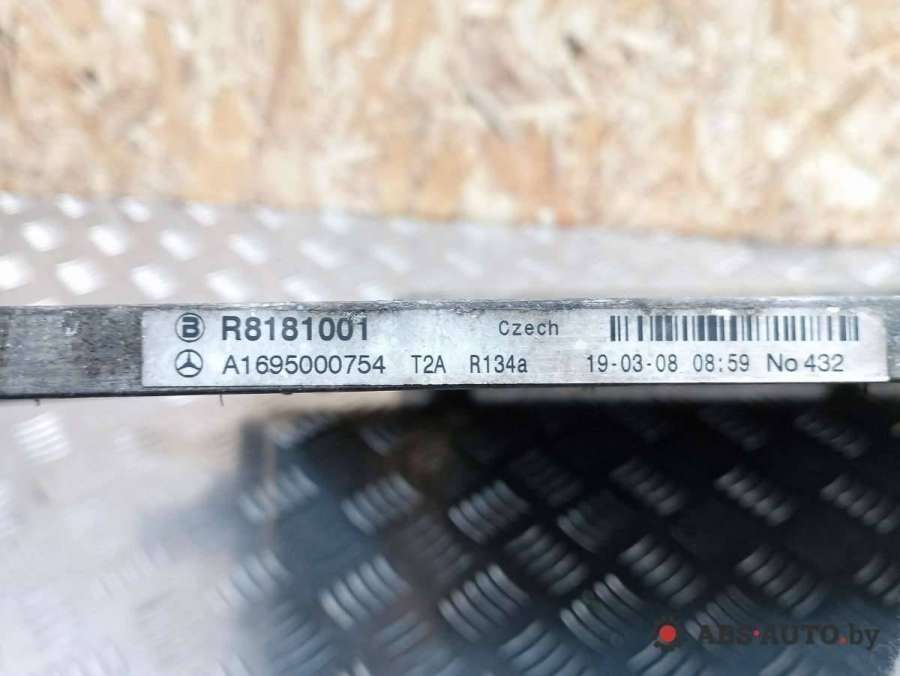 B R8181001 Czech
A1695000754 T2A R134a 19-03-08 08:59 No 432
ABS-AUTO.by